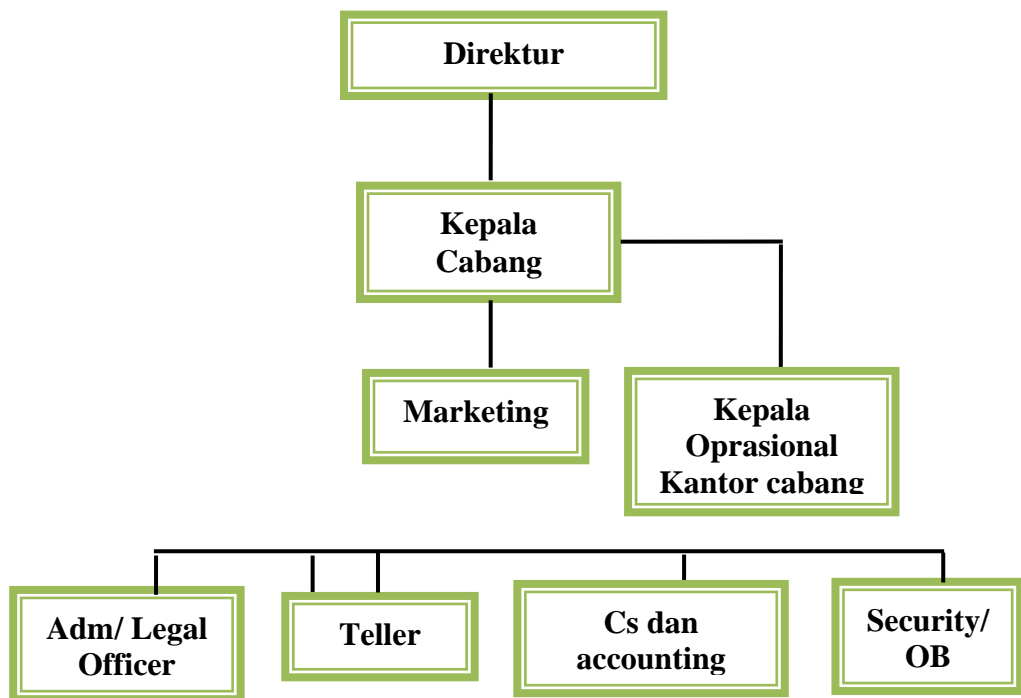 Direktur
Kepala
Cabang
Marketing
Kepala
Oprasional
Kantor cabang
Adm/ Legal
Officer
Teller
Cs dan
accounting
Security/
OB